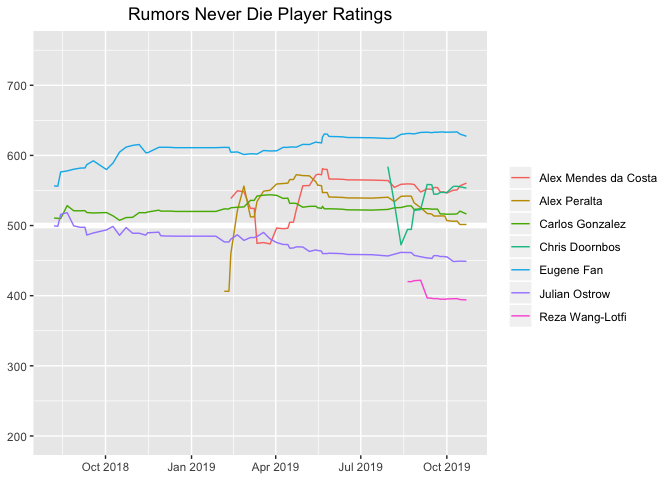 Rumors Never Die Player Ratings
700
600
500
400
300
200
Oct 2018
Jan 2019
Apr 2019
Jul 2019
Oct 2019
Alex Mendes da Costa
Alex Peralta
Carlos Gonzalez
Chris Doornbos
Eugene Fan
Julian Ostrow
Reza Wang-Lotfi